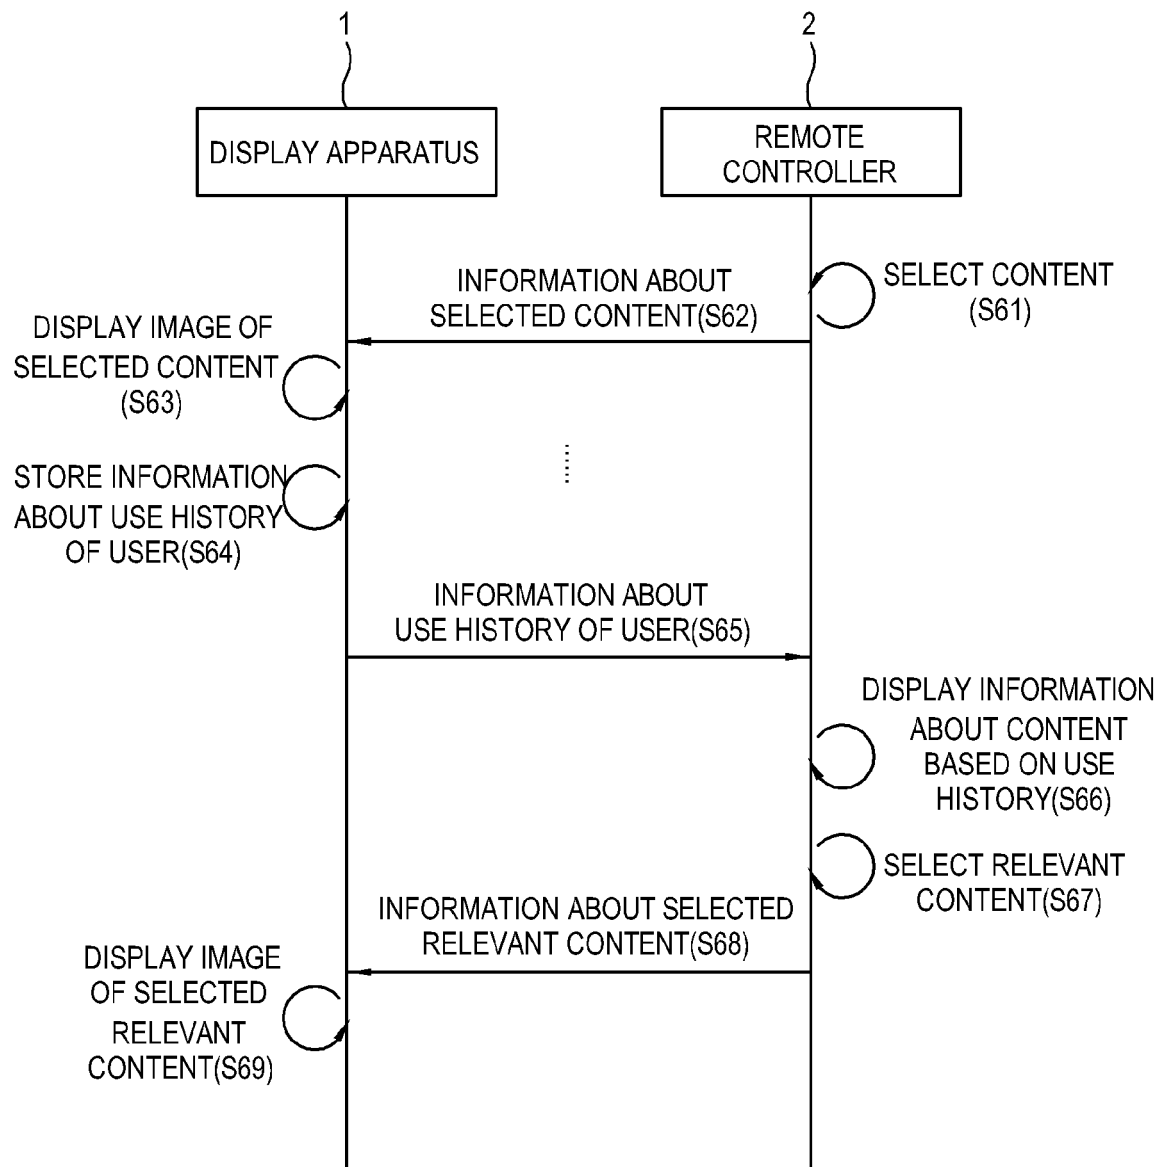 1
2
DISPLAY APPARATUS
REMOTE
CONTROLLER
SELECT CONTENT
(S61)
INFORMATION ABOUT
SELECTED CONTENT(S62)
DISPLAY IMAGE OF
SELECTED CONTENT
(S63)
STORE INFORMATION
ABOUT USE HISTORY
OF USER(S64)
INFORMATION ABOUT
USE HISTORY OF USER(S65)
DISPLAY INFORMATION
ABOUT CONTENT
BASED ON USE
HISTORY(S66)
SELECT RELEVANT
CONTENT(S67)
INFORMATION ABOUT SELECTED
RELEVANT CONTENT(S68)
DISPLAY IMAGE
OF SELECTED
RELEVANT
CONTENT(S69)